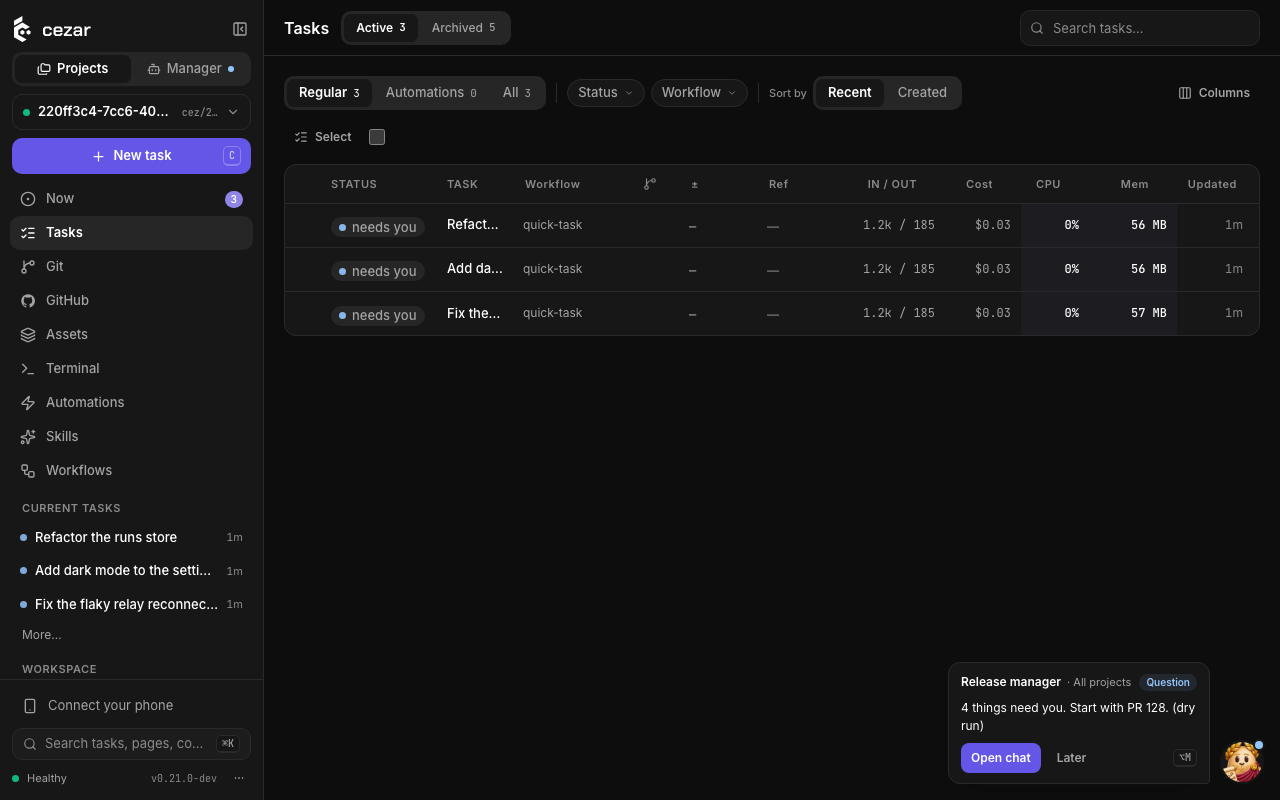 cezar
Projects
Manager
220ff3c4-7cc6-40... cez/2...
New task C
Now 3
Tasks
Git
GitHub
Assets
Terminal
Automations
Skills
Workflows
CURRENT TASKS
Refactor the runs store 1m
Add dark mode to the setti... 1m
Fix the flaky relay reconnec... 1m
More...
WORKSPACE
Connect your phone
Search tasks, pages, co... ⌘K
Healthy v0.21.0-dev ...
Tasks Active 3 Archived 5 Search tasks...
Regular 3 Automations 0 All 3 Status Workflow Sort by Recent Created Columns
Select
STATUS TASK Workflow ± Ref IN / OUT Cost CPU Mem Updated
needs you Refact... quick-task – — 1.2k / 185 $0.03 0% 56 MB 1m
needs you Add da... quick-task – — 1.2k / 185 $0.03 0% 56 MB 1m
needs you Fix the... quick-task – — 1.2k / 185 $0.03 0% 57 MB 1m
Release manager · All projects Question
4 things need you. Start with PR 128. (dry
run)
Open chat Later ⌥M